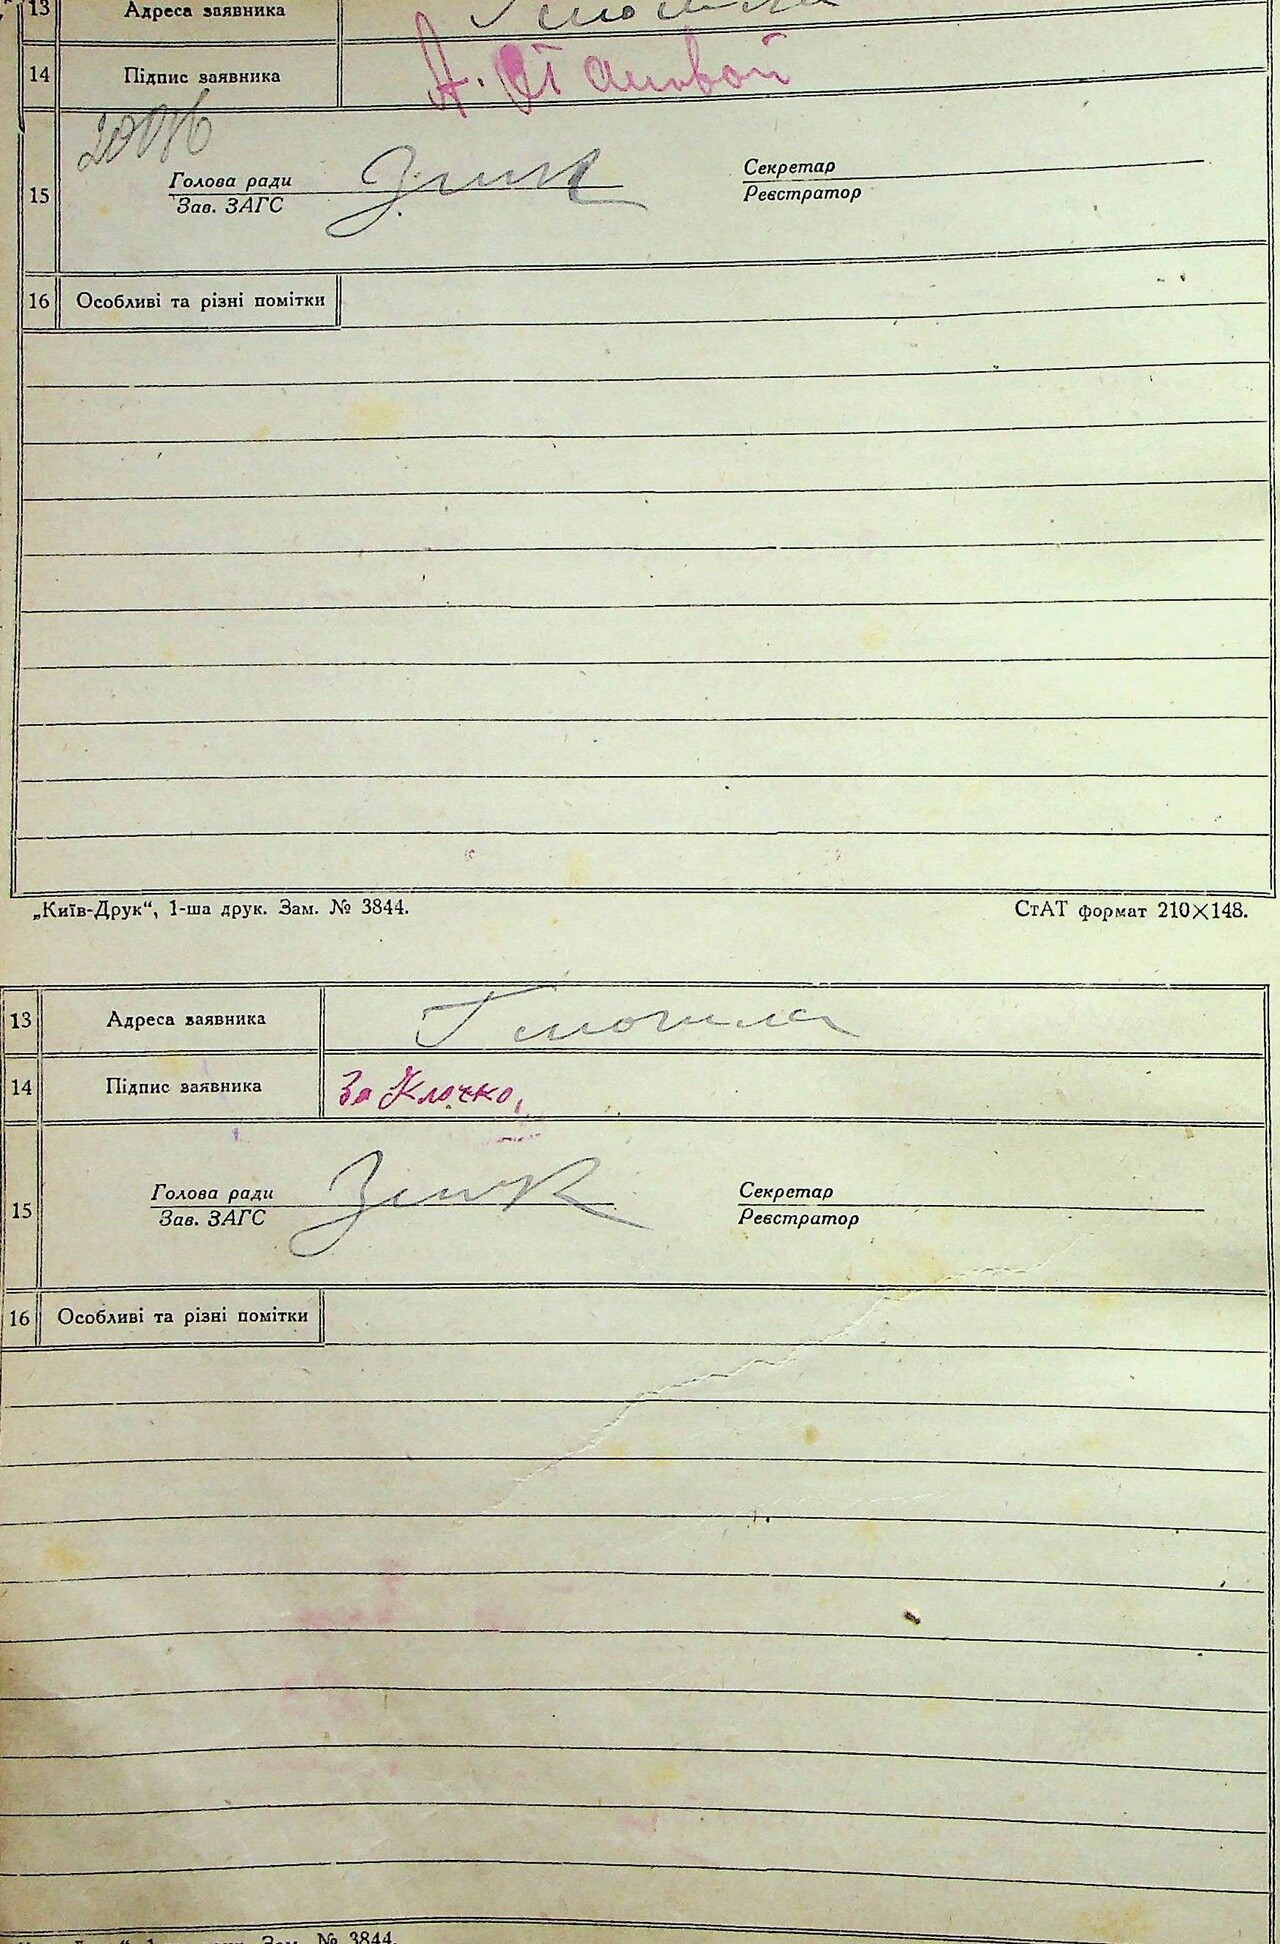 13 Адреса заявника
14 Підпис заявника А. Становой
15 Голова ради Секретар
Зав. ЗАГС Реєстратор
16 Особливі та різні помітки
„Київ-Друк“, 1-ша друк. Зам. № 3844. СтАТ формат 210×148.
13 Адреса заявника
14 Підпис заявника За Клочко,
15 Голова ради Секретар
Зав. ЗАГС Реєстратор
16 Особливі та різні помітки
Зам. № 3844.